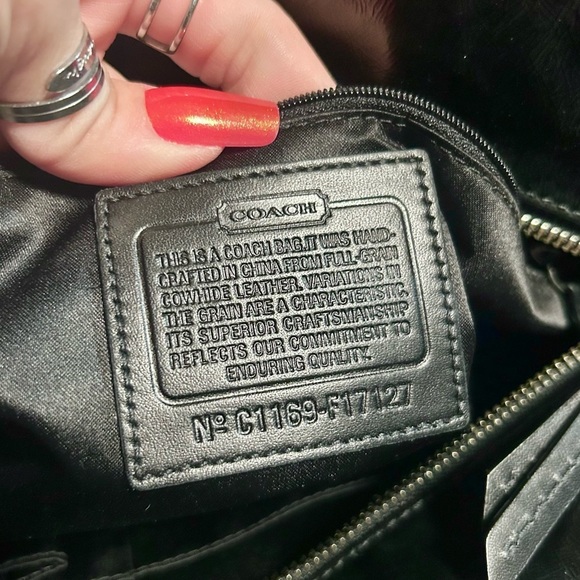 COACH
THIS IS A COACH BAG.IT WAS HAND-
CRAFTED IN CHINA FROM FULL-GRAIN
COWHIDE LEATHER. VARIATIONS IN
THE GRAIN ARE A CHARACTERISTIC.
ITS SUPERIOR CRAFTSMANSHIP
REFLECTS OUR COMMITMENT TO
ENDURING QUALITY.
Nº C1169-F17127